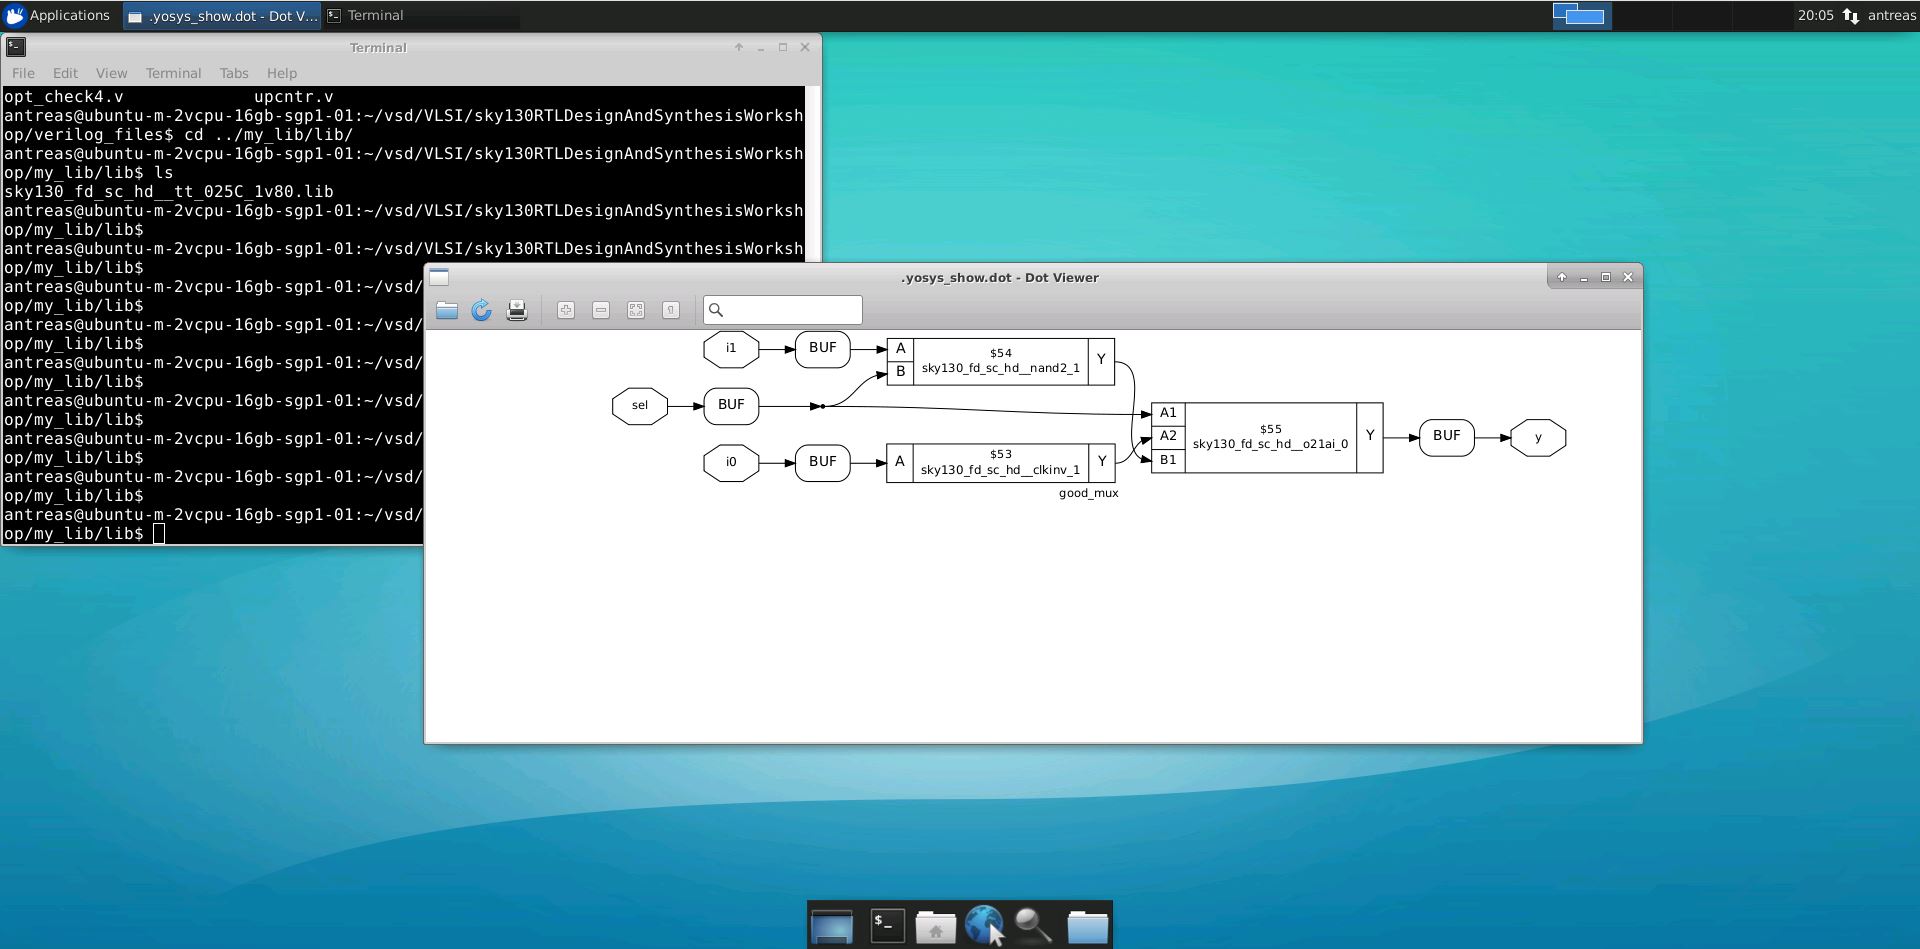 Applications
.yosys_show.dot - Dot V...
Terminal
20:05
antreas
Terminal
File Edit View Terminal Tabs Help
opt_check4.v upcntr.v
antreas@ubuntu-m-2vcpu-16gb-sgp1-01:~/vsd/VLSI/sky130RTLDesignAndSynthesisWorksh
op/verilog_files$ cd ../my_lib/lib/
antreas@ubuntu-m-2vcpu-16gb-sgp1-01:~/vsd/VLSI/sky130RTLDesignAndSynthesisWorksh
op/my_lib/lib$ ls
sky130_fd_sc_hd__tt_025C_1v80.lib
antreas@ubuntu-m-2vcpu-16gb-sgp1-01:~/vsd/VLSI/sky130RTLDesignAndSynthesisWorksh
op/my_lib/lib$
antreas@ubuntu-m-2vcpu-16gb-sgp1-01:~/vsd/VLSI/sky130RTLDesignAndSynthesisWorksh
op/my_lib/lib$
antreas@ubuntu-m-2vcpu-16gb-sgp1-01:~/vsd/
op/my_lib/lib$
antreas@ubuntu-m-2vcpu-16gb-sgp1-01:~/vsd/
op/my_lib/lib$
antreas@ubuntu-m-2vcpu-16gb-sgp1-01:~/vsd/
op/my_lib/lib$
antreas@ubuntu-m-2vcpu-16gb-sgp1-01:~/vsd/
op/my_lib/lib$
antreas@ubuntu-m-2vcpu-16gb-sgp1-01:~/vsd/
op/my_lib/lib$
antreas@ubuntu-m-2vcpu-16gb-sgp1-01:~/vsd/
op/my_lib/lib$
antreas@ubuntu-m-2vcpu-16gb-sgp1-01:~/vsd/
op/my_lib/lib$
.yosys_show.dot - Dot Viewer
i1
BUF
A
B
$54
sky130_fd_sc_hd__nand2_1
Y
sel
BUF
i0
BUF
A
$53
sky130_fd_sc_hd__clkinv_1
Y
A1
A2
B1
$55
sky130_fd_sc_hd__o21ai_0
Y
BUF
y
good_mux